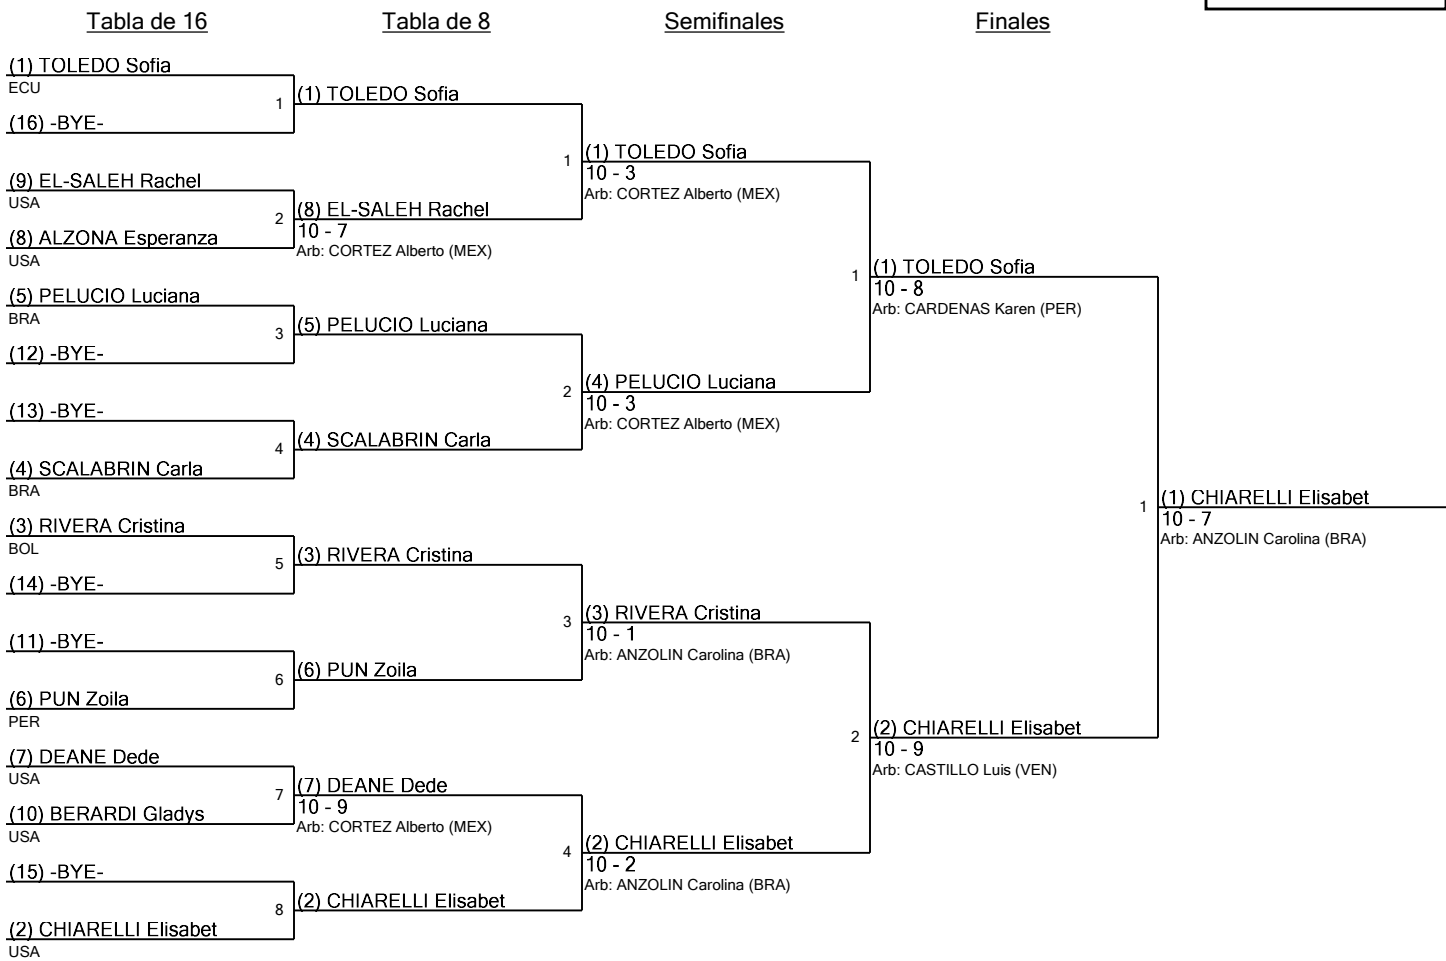 Tabla de 16
Tabla de 8
Semifinales
Finales
(1) TOLEDO Sofia
ECU
(16) -BYE-
(9) EL-SALEH Rachel
USA
(8) ALZONA Esperanza
USA
(5) PELUCIO Luciana
BRA
(12) -BYE-
(13) -BYE-
(4) SCALABRIN Carla
BRA
(3) RIVERA Cristina
BOL
(14) -BYE-
(11) -BYE-
(6) PUN Zoila
PER
(7) DEANE Dede
USA
(10) BERARDI Gladys
USA
(15) -BYE-
(2) CHIARELLI Elisabet
USA
1
(1) TOLEDO Sofia
2
(8) EL-SALEH Rachel
10 - 7
Arb: CORTEZ Alberto (MEX)
3
(5) PELUCIO Luciana
4
(4) SCALABRIN Carla
5
(3) RIVERA Cristina
6
(6) PUN Zoila
7
(7) DEANE Dede
10 - 9
Arb: CORTEZ Alberto (MEX)
8
(2) CHIARELLI Elisabet
1
(1) TOLEDO Sofia
10 - 3
Arb: CORTEZ Alberto (MEX)
2
(4) PELUCIO Luciana
10 - 3
Arb: CORTEZ Alberto (MEX)
3
(3) RIVERA Cristina
10 - 1
Arb: ANZOLIN Carolina (BRA)
4
(2) CHIARELLI Elisabet
10 - 2
Arb: ANZOLIN Carolina (BRA)
1
(1) TOLEDO Sofia
10 - 8
Arb: CARDENAS Karen (PER)
2
(2) CHIARELLI Elisabet
10 - 9
Arb: CASTILLO Luis (VEN)
1
(1) CHIARELLI Elisabet
10 - 7
Arb: ANZOLIN Carolina (BRA)